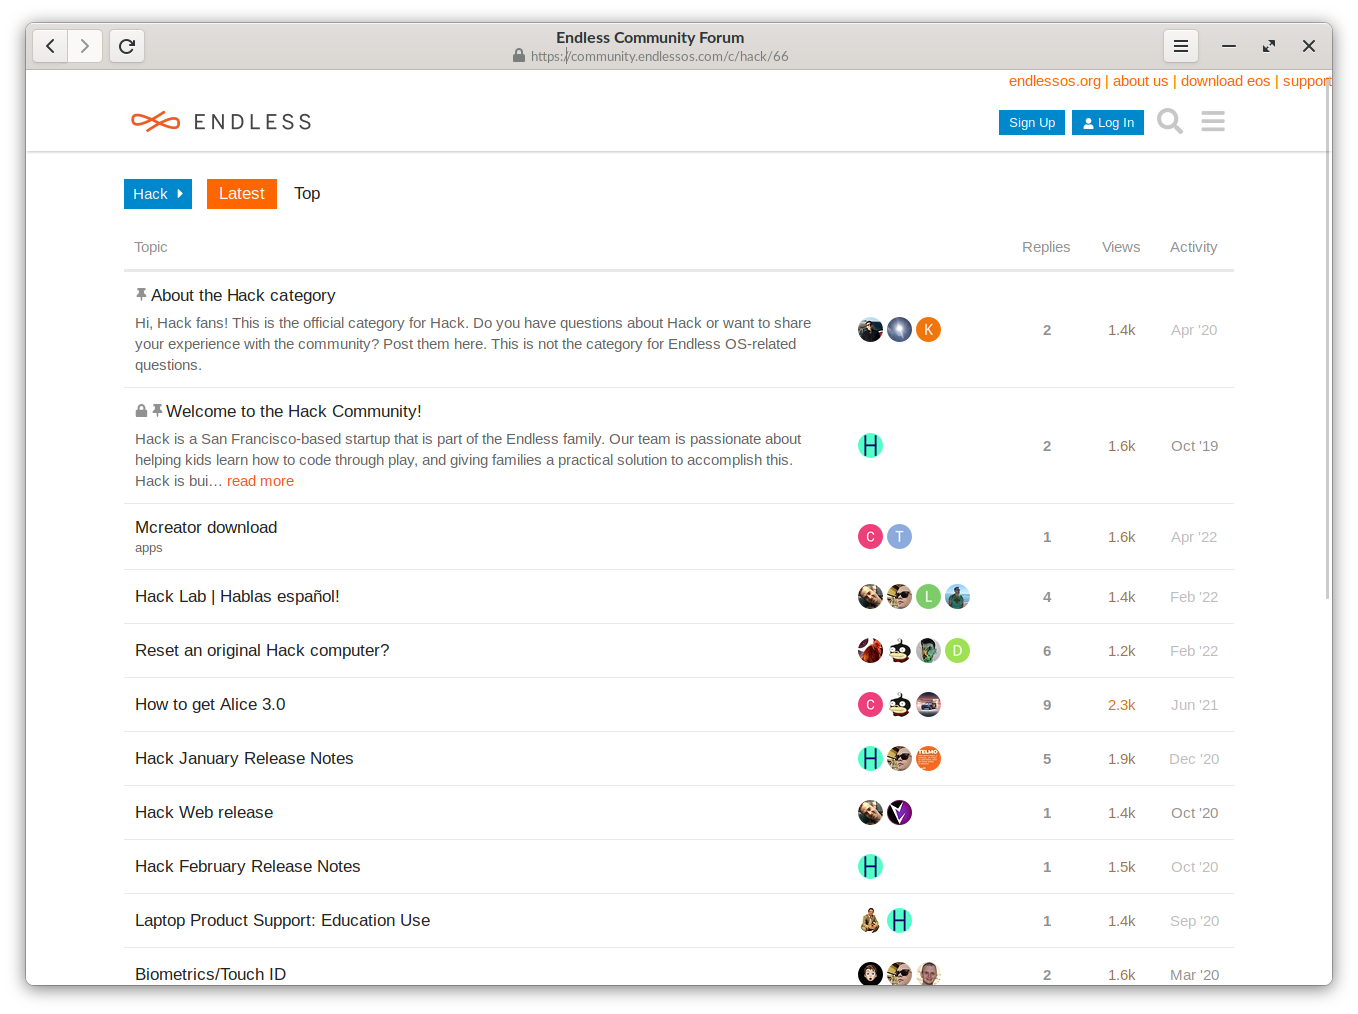 Endless Community Forum
https://community.endlessos.com/c/hack/66
endlessos.org | about us | download eos | support
ENDLESS
Sign Up
Log In
Hack
Latest
Top
Topic
Replies
Views
Activity
About the Hack category
Hi, Hack fans! This is the official category for Hack. Do you have questions about Hack or want to share
your experience with the community? Post them here. This is not the category for Endless OS-related
questions.
K
2
1.4k
Apr '20
Welcome to the Hack Community!
Hack is a San Francisco-based startup that is part of the Endless family. Our team is passionate about
helping kids learn how to code through play, and giving families a practical solution to accomplish this.
Hack is bui… read more
H
2
1.6k
Oct '19
Mcreator download
apps
C
T
1
1.6k
Apr '22
Hack Lab | Hablas español!
L
4
1.4k
Feb '22
Reset an original Hack computer?
D
6
1.2k
Feb '22
How to get Alice 3.0
C
9
2.3k
Jun '21
Hack January Release Notes
H
TELMO
5
1.9k
Dec '20
Hack Web release
1
1.4k
Oct '20
Hack February Release Notes
H
1
1.5k
Oct '20
Laptop Product Support: Education Use
H
1
1.4k
Sep '20
Biometrics/Touch ID
2
1.6k
Mar '20